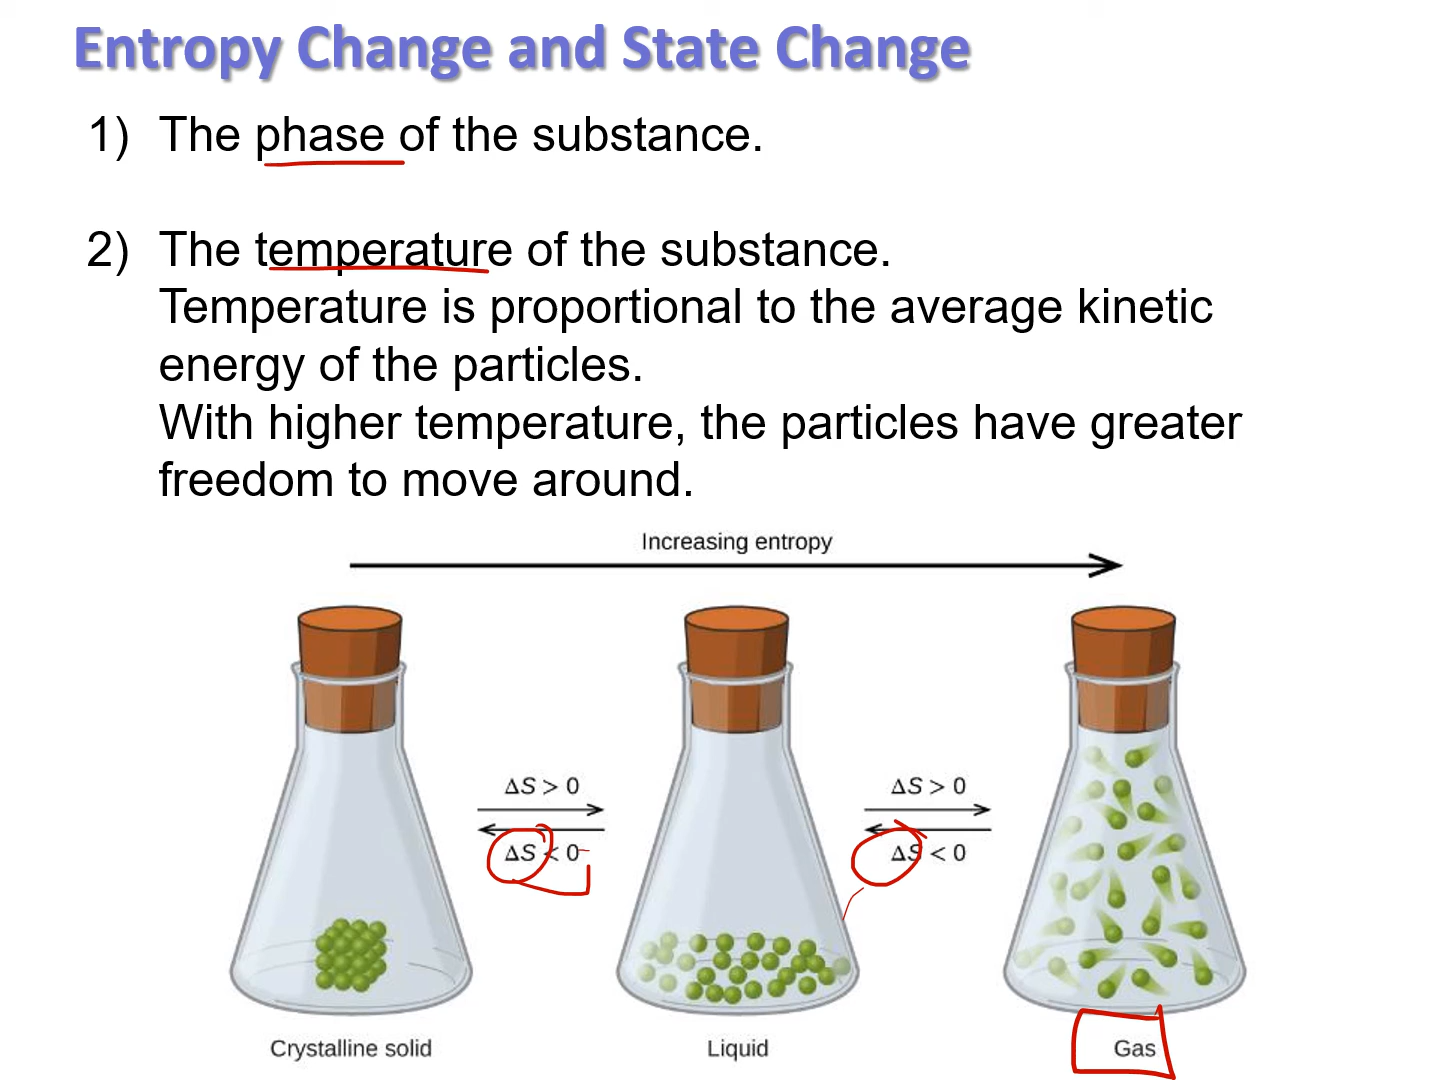 Entropy Change and State Change
1) The phase of the substance.
2) The temperature of the substance.
Temperature is proportional to the average kinetic
energy of the particles.
With higher temperature, the particles have greater
freedom to move around.
Increasing entropy
ΔS > 0
ΔS < 0
ΔS > 0
ΔS < 0
Crystalline solid
Liquid
Gas